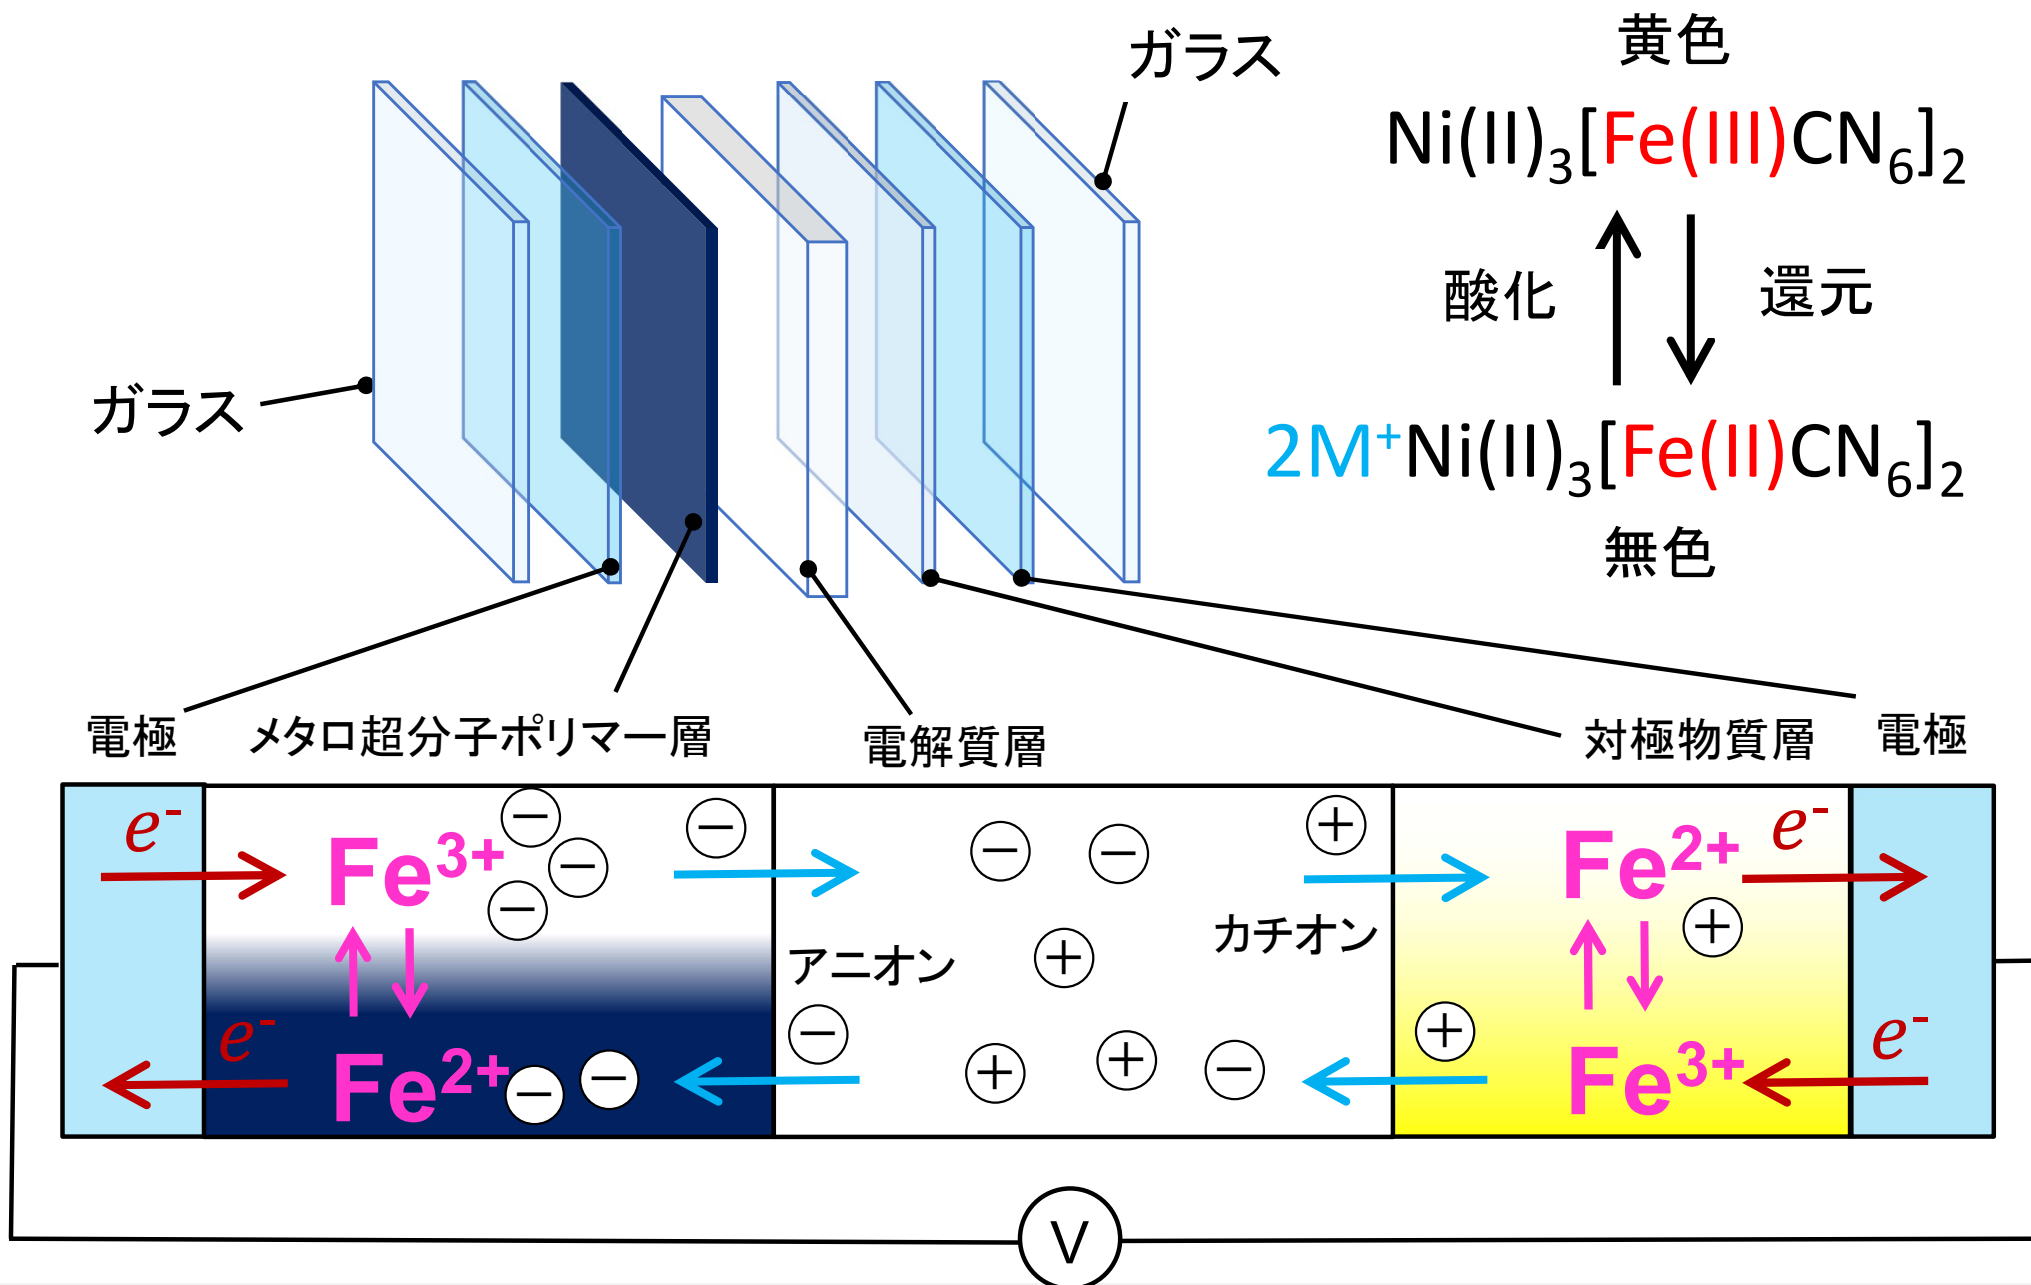 ガラス
黄色
Ni(II)₃[Fe(III)CN₆]₂
酸化
還元
ガラス
2M⁺Ni(II)₃[Fe(II)CN₆]₂
無色
電極
メタロ超分子ポリマー層
電解質層
対極物質層
電極
e⁻
Fe³⁺
−
−
−
−
−
−
+
Fe²⁺
e⁻
+
アニオン
+
カチオン
e⁻
Fe²⁺
−
−
−
+
+
−
+
Fe³⁺
e⁻
V